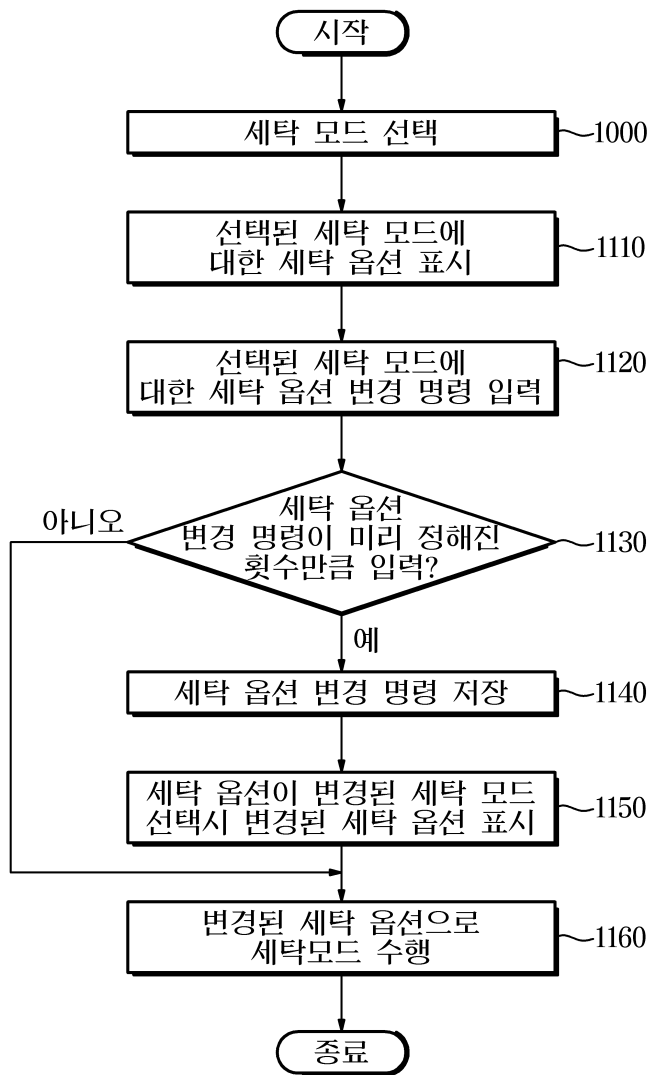 시작
세탁 모드 선택
1000
선택된 세탁 모드에
대한 세탁 옵션 표시
1110
선택된 세탁 모드에
대한 세탁 옵션 변경 명령 입력
1120
세탁 옵션
변경 명령이 미리 정해진
횟수만큼 입력?
1130
아니오
예
세탁 옵션 변경 명령 저장
1140
세탁 옵션이 변경된 세탁 모드
선택시 변경된 세탁 옵션 표시
1150
변경된 세탁 옵션으로
세탁모드 수행
1160
종료